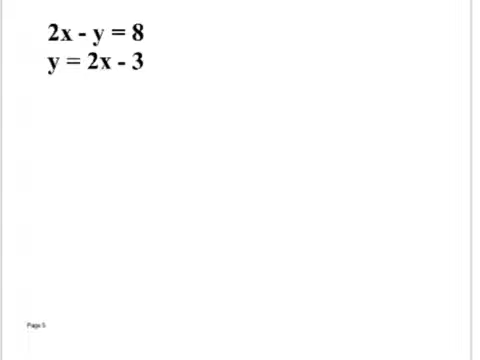 2x - y = 8
y = 2x - 3
Page 5